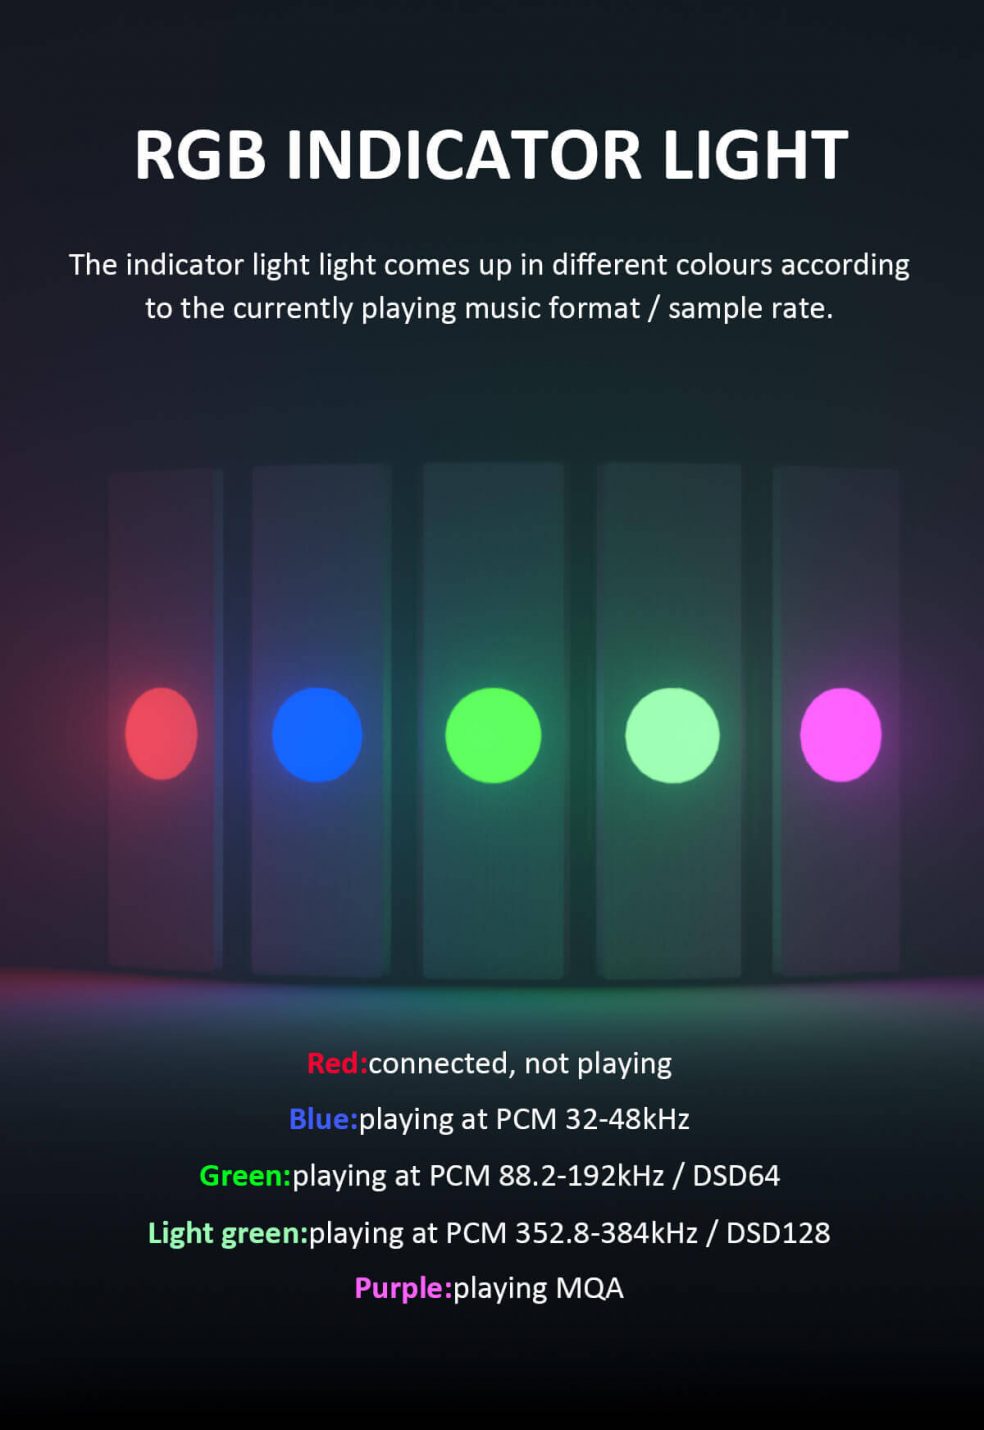 RGB INDICATOR LIGHT
The indicator light light comes up in different colours according
to the currently playing music format / sample rate.
Red:connected, not playing
Blue:playing at PCM 32-48kHz
Green:playing at PCM 88.2-192kHz / DSD64
Light green:playing at PCM 352.8-384kHz / DSD128
Purple:playing MQA